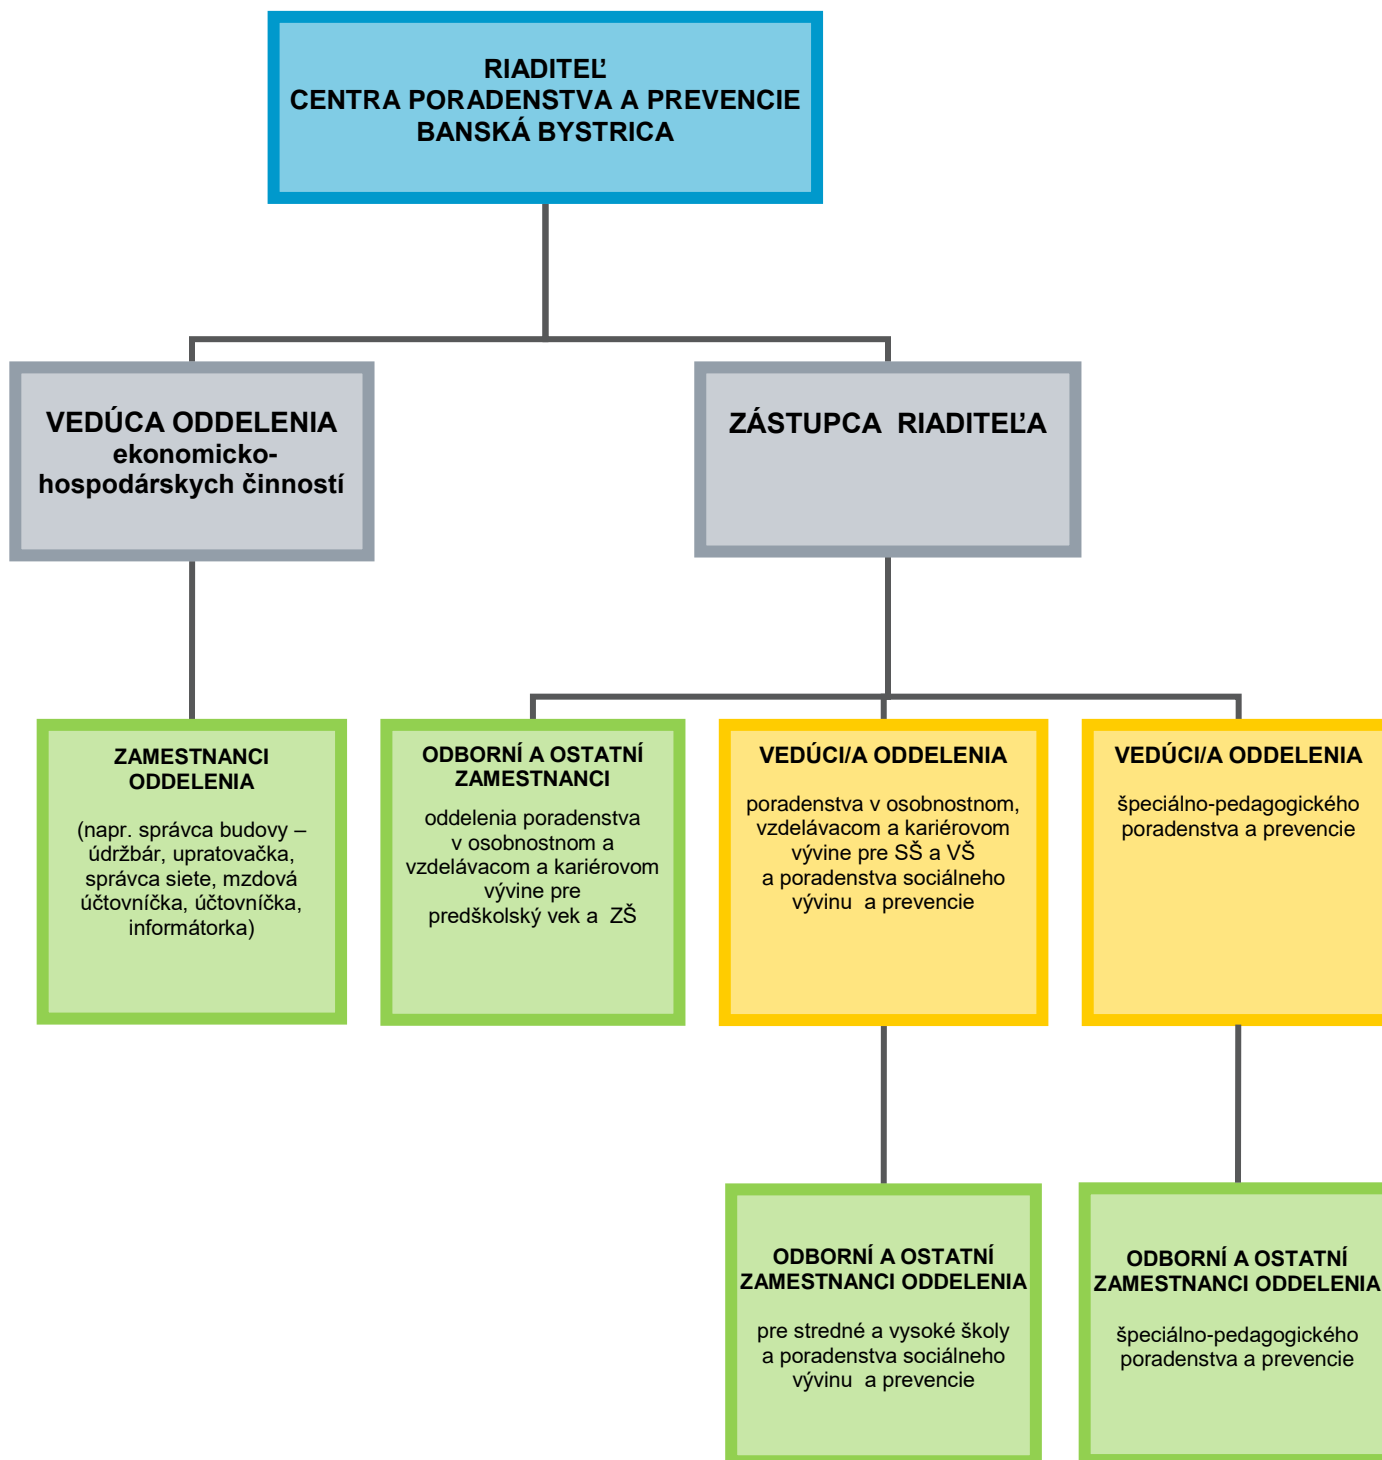 RIADITEĽ
CENTRA PORADENSTVA A PREVENCIE
BANSKÁ BYSTRICA
VEDÚCA ODDELENIA
ekonomicko-
hospodárskych činností
ZÁSTUPCA RIADITEĽA
ZAMESTNANCI
ODDELENIA
(napr. správca budovy –
údržbár, upratovačka,
správca siete, mzdová
účtovníčka, účtovníčka,
informátorka)
ODBORNÍ A OSTATNÍ
ZAMESTNANCI
oddelenia poradenstva
v osobnostnom a
vzdelávacom a kariérovom
vývine pre
predškolský vek a ZŠ
VEDÚCI/A ODDELENIA
poradenstva v osobnostnom,
vzdelávacom a kariérovom
vývine pre SŠ a VŠ
a poradenstva sociálneho
vývinu a prevencie
VEDÚCI/A ODDELENIA
špeciálno-pedagogického
poradenstva a prevencie
ODBORNÍ A OSTATNÍ
ZAMESTNANCI ODDELENIA
pre stredné a vysoké školy
a poradenstva sociálneho
vývinu a prevencie
ODBORNÍ A OSTATNÍ
ZAMESTNANCI ODDELENIA
špeciálno-pedagogického
poradenstva a prevencie